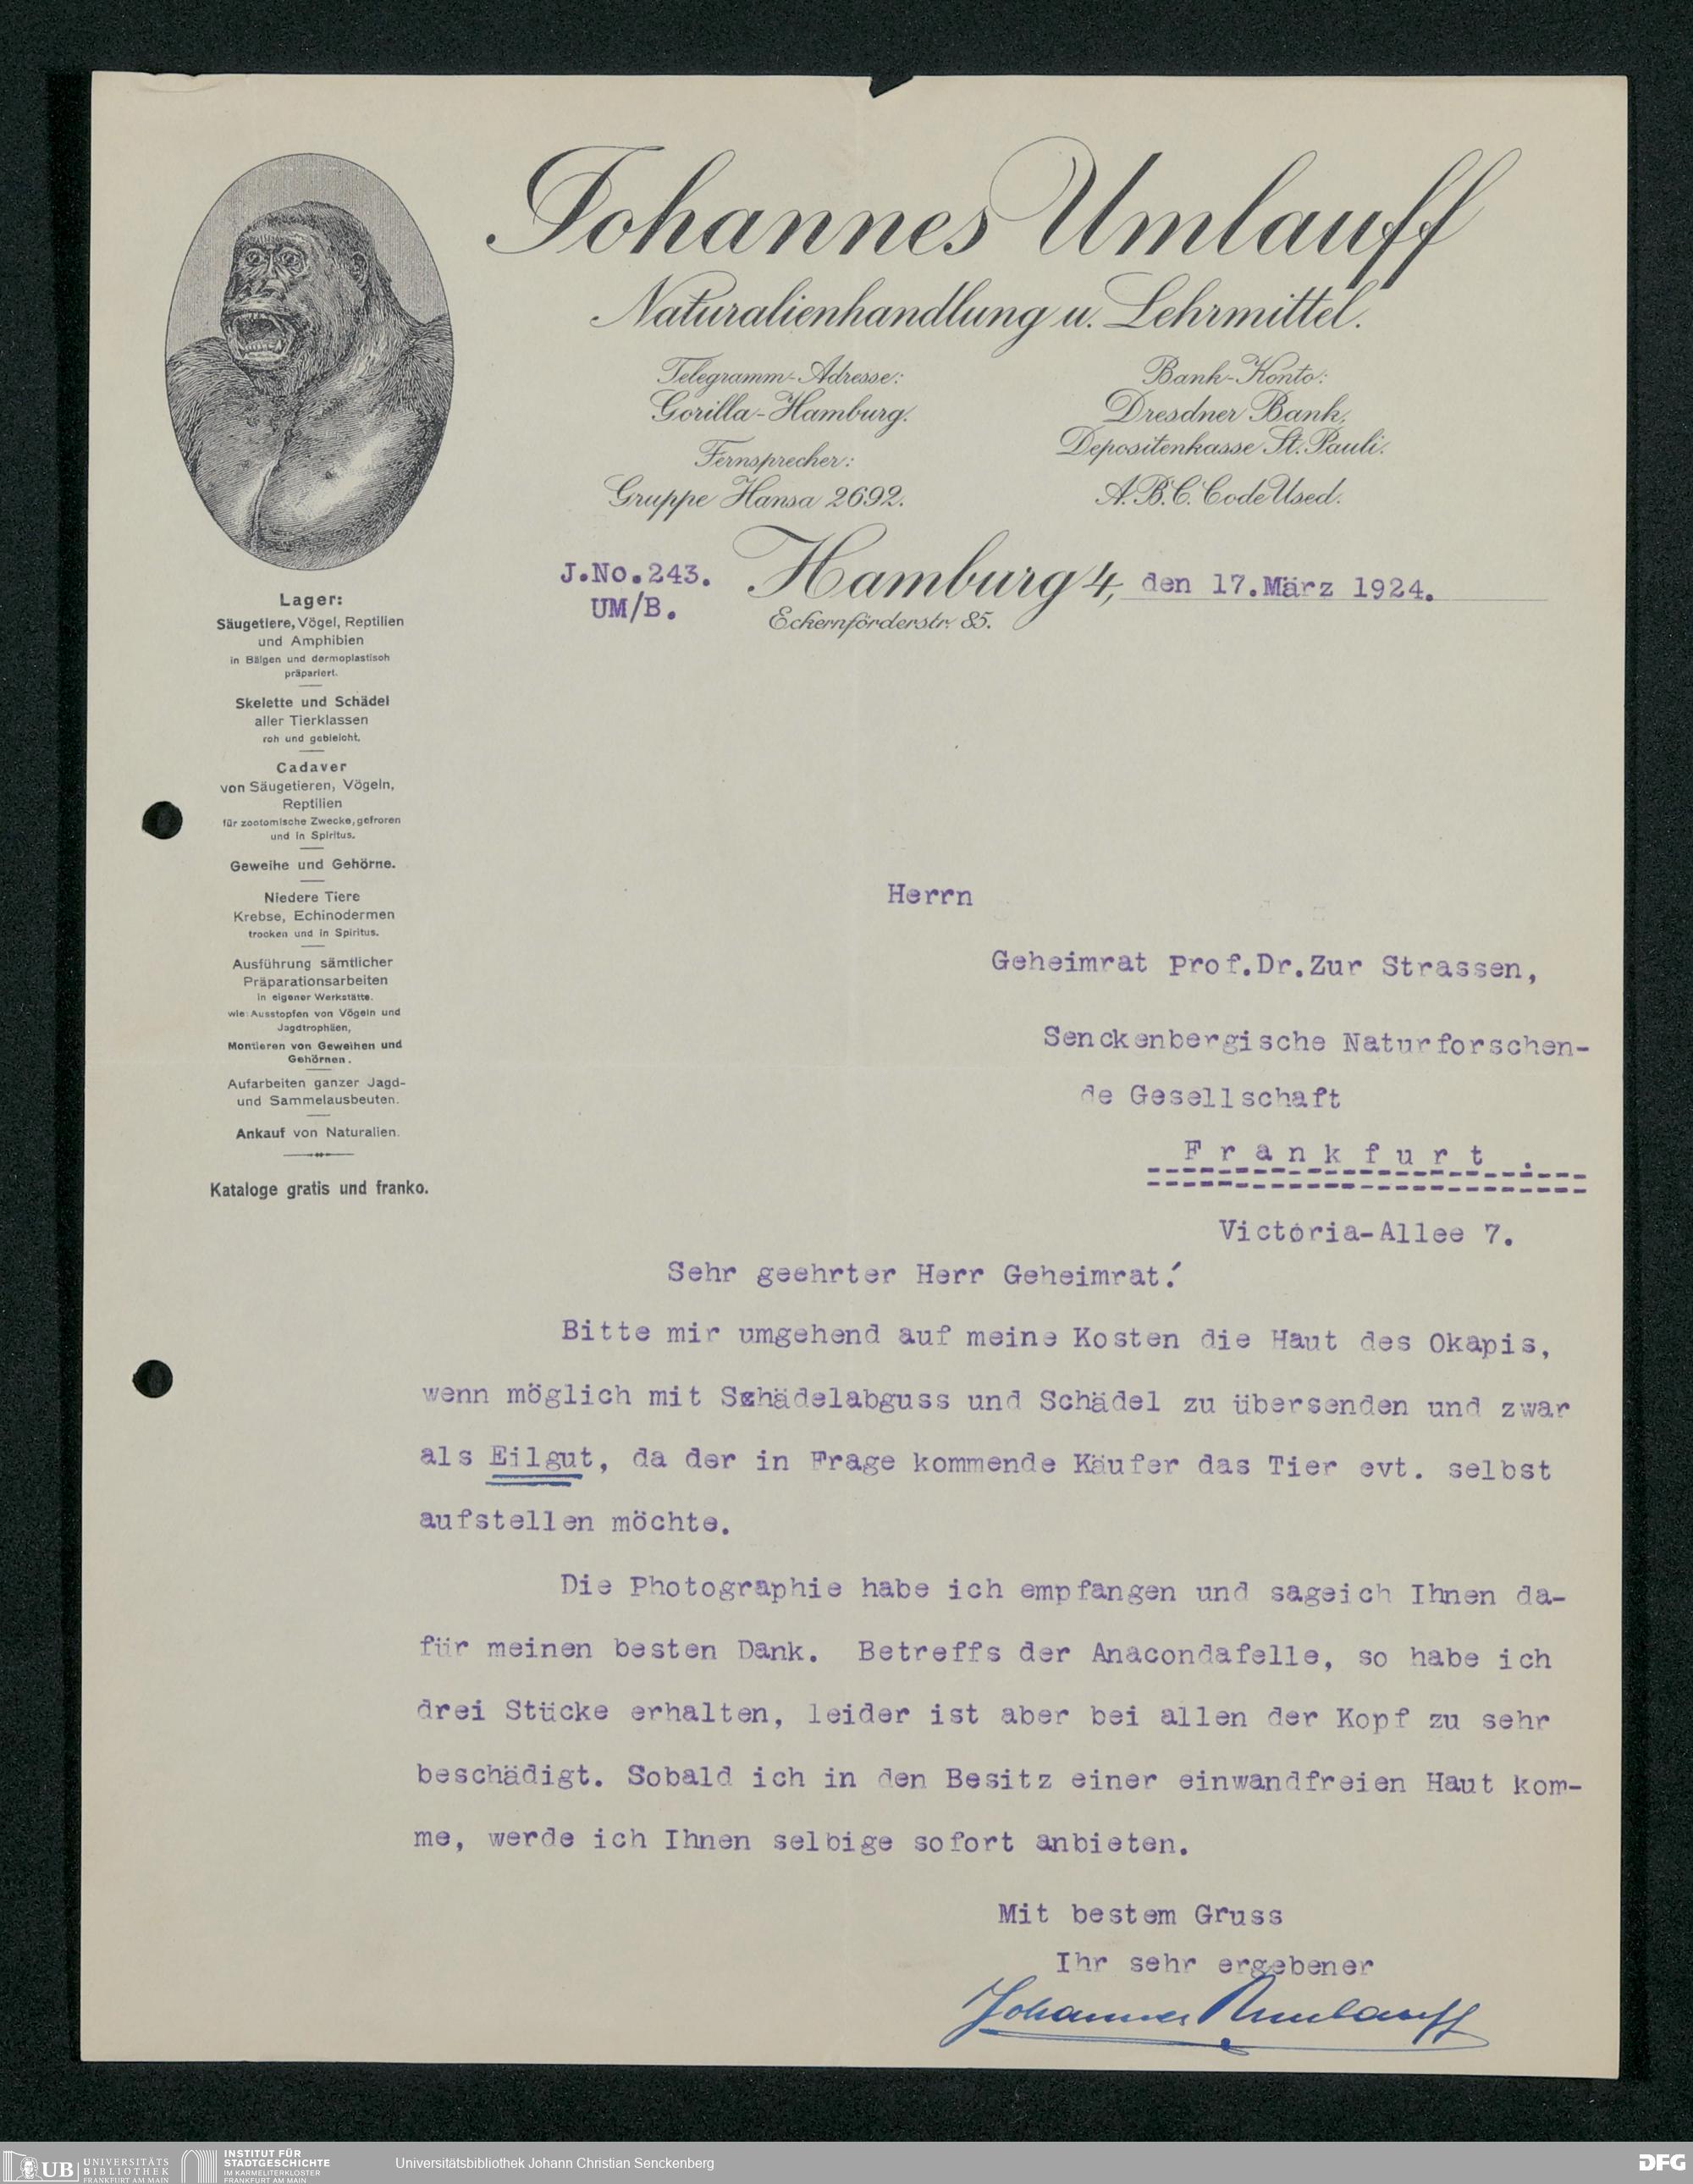 Johannes Umlauff
Naturalienhandlung u. Lehrmittel.
Telegramm-Adresse:
Gorilla-Hamburg.
Fernsprecher:
Gruppe Hansa 2692.
Bank-Konto:
Dresdner Bank,
Depositenkasse St. Pauli.
A.B.C. Code Used.
J.No.243.
UM/B.
Hamburg 4, den 17.März 1924.
Eckernförderstr. 85.
Lager:
Säugetiere, Vögel, Reptilien
und Amphibien
in Bälgen und dermoplastisch
präpariert.
Skelette und Schädel
aller Tierklassen
roh und gebleicht.
Cadaver
von Säugetieren, Vögeln,
Reptilien
für zootomische Zwecke, gefroren
und in Spiritus.
Geweihe und Gehörne.
Niedere Tiere
Krebse, Echinodermen
trocken und in Spiritus.
Ausführung sämtlicher
Präparationsarbeiten
in eigener Werkstätte.
wie: Ausstopfen von Vögeln und
Jagdtrophäen,
Montieren von Geweihen und
Gehörnen.
Aufarbeiten ganzer Jagd-
und Sammelausbeuten.
Ankauf von Naturalien.
Kataloge gratis und franko.
Herrn
Geheimrat Prof.Dr.Zur Strassen,
Senckenbergische Naturforschen-
de Gesellschaft
F r a n k f u r t .
Victoria-Allee 7.
Sehr geehrter Herr Geheimrat!
Bitte mir umgehend auf meine Kosten die Haut des Okapis,
wenn möglich mit Schädelabguss und Schädel zu übersenden und zwar
als Eilgut, da der in Frage kommende Käufer das Tier evt. selbst
aufstellen möchte.
Die Photographie habe ich empfangen und sageich Ihnen da-
für meinen besten Dank. Betreffs der Anacondafelle, so habe ich
drei Stücke erhalten, leider ist aber bei allen der Kopf zu sehr
beschädigt. Sobald ich in den Besitz einer einwandfreien Haut kom-
me, werde ich Ihnen selbige sofort anbieten.
Mit bestem Gruss
Ihr sehr ergebener
Johannes Umlauff
UB UNIVERSITÄTS
BIBLIOTHEK
FRANKFURT AM MAIN
INSTITUT FÜR
STADTGESCHICHTE
IM KARMELITERKLOSTER
FRANKFURT AM MAIN
Universitätsbibliothek Johann Christian Senckenberg
DFG